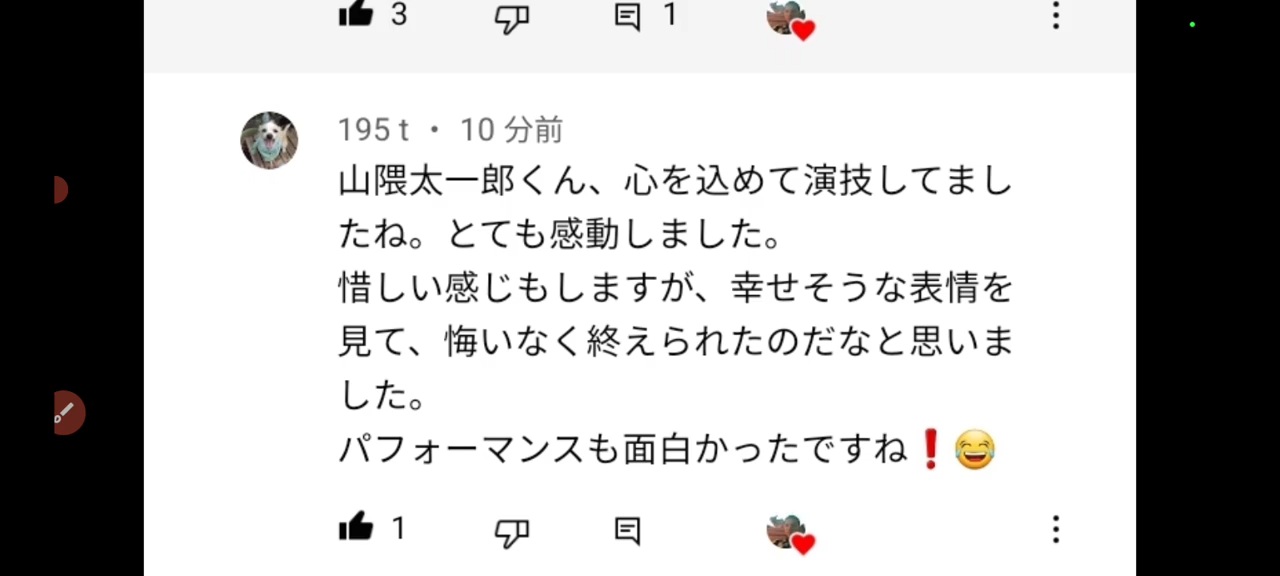 3 1
195 t • 10 分前
山隈太一郎くん、心を込めて演技してまし
たね。とても感動しました。
惜しい感じもしますが、幸せそうな表情を
見て、悔いなく終えられたのだなと思いま
した。
パフォーマンスも面白かったですね❗😂
1